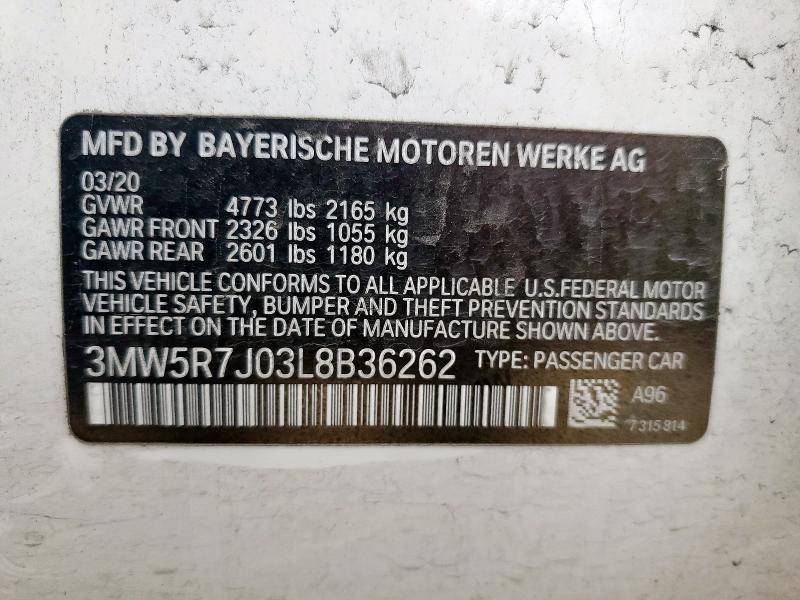 MFD BY BAYERISCHE MOTOREN WERKE AG
03/20
GVWR 4773 lbs 2165 kg
GAWR FRONT 2326 lbs 1055 kg
GAWR REAR 2601 lbs 1180 kg
THIS VEHICLE CONFORMS TO ALL APPLICABLE U.S.FEDERAL MOTOR
VEHICLE SAFETY, BUMPER AND THEFT PREVENTION STANDARDS
IN EFFECT ON THE DATE OF MANUFACTURE SHOWN ABOVE.
3MW5R7J03L8B36262 TYPE: PASSENGER CAR
A96
7315814